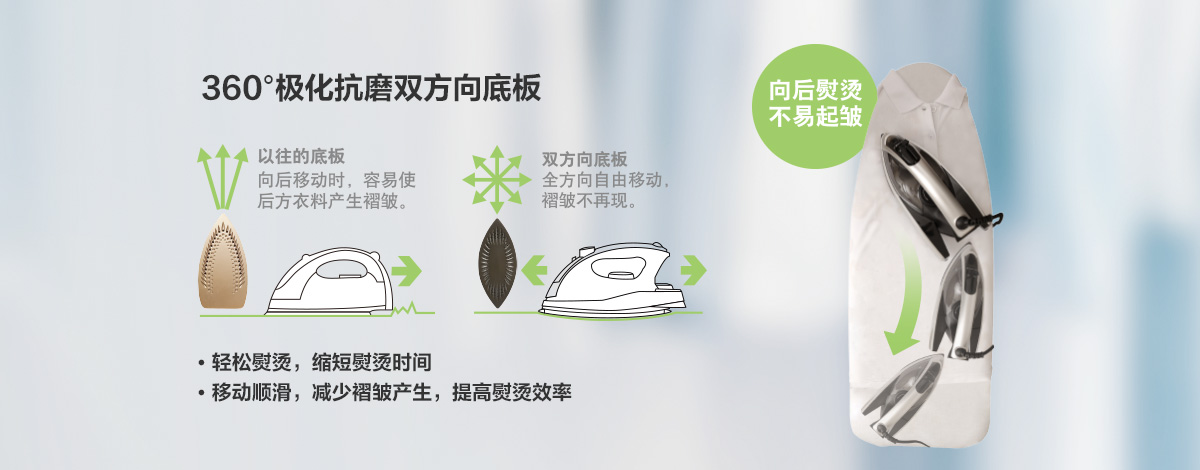 360°极化抗磨双方向底板
以往的底板
向后移动时，容易使
后方衣料产生褶皱。
双方向底板
全方向自由移动，
褶皱不再现。
• 轻松熨烫，缩短熨烫时间
• 移动顺滑，减少褶皱产生，提高熨烫效率
向后熨烫
不易起皱